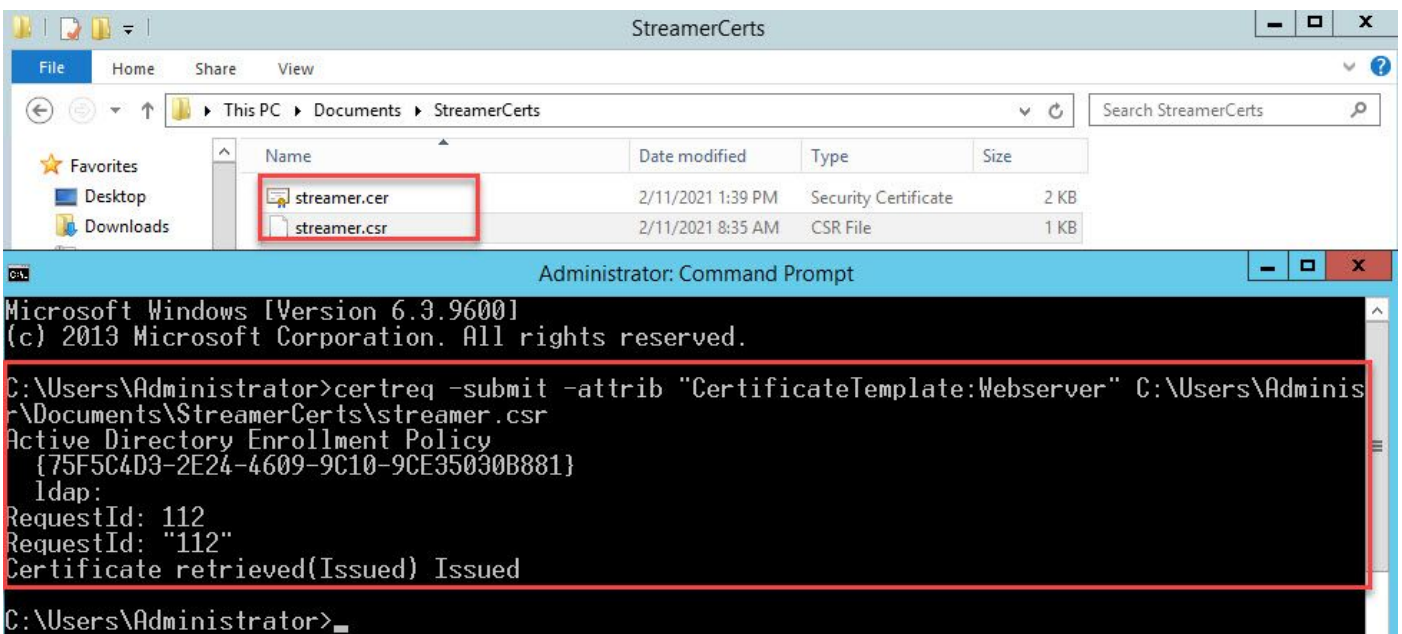 StreamerCerts
File Home Share View
This PC Documents StreamerCerts
Search StreamerCerts
Name Date modified Type Size
Favorites
Desktop
Downloads
streamer.cer 2/11/2021 1:39 PM Security Certificate 2 KB
streamer.csr 2/11/2021 8:35 AM CSR File 1 KB
C:\.
Administrator: Command Prompt
Microsoft Windows [Version 6.3.9600]
(c) 2013 Microsoft Corporation. All rights reserved.
C:\Users\Administrator>certreq -submit -attrib "CertificateTemplate:Webserver" C:\Users\Adminis
r\Documents\StreamerCerts\streamer.csr
Active Directory Enrollment Policy
{75F5C4D3-2E24-4609-9C10-9CE35030B881}
ldap:
RequestId: 112
RequestId: "112"
Certificate retrieved(Issued) Issued
C:\Users\Administrator>